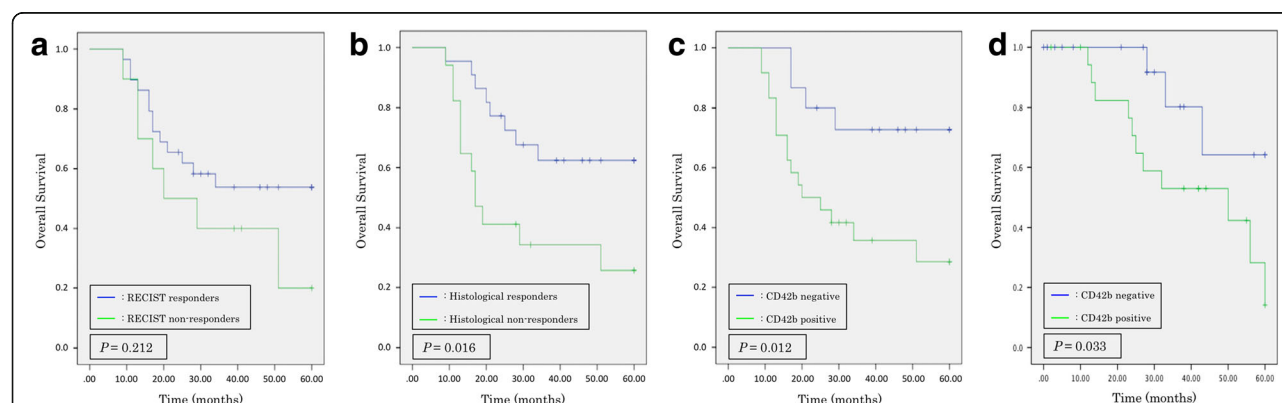 a
1.0
0.8
0.6
0.4
0.2
0.0
Overall Survival
: RECIST responders
: RECIST non-responders
P = 0.212
.00 10.00 20.00 30.00 40.00 50.00 60.00
Time (months)
b
1.0
0.8
0.6
0.4
0.2
0.0
Overall Survival
: Histological responders
: Histological non-responders
P = 0.016
.00 10.00 20.00 30.00 40.00 50.00 60.00
Time (months)
c
1.0
0.8
0.6
0.4
0.2
0.0
Overall Survival
: CD42b negative
: CD42b positive
P = 0.012
.00 10.00 20.00 30.00 40.00 50.00 60.00
Time (months)
d
1.0
0.8
0.6
0.4
0.2
0.0
Overall Survival
: CD42b negative
: CD42b positive
P = 0.033
.00 10.00 20.00 30.00 40.00 50.00 60.00
Time (months)